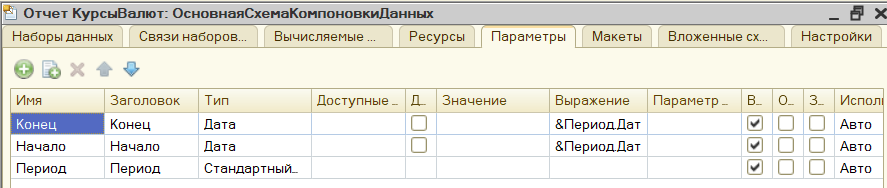 Отчет КурсыВалют: ОсновнаяСхемаКомпоновкиДанных
Наборы данных Связи наборов... Вычисляемые ... Ресурсы Параметры Макеты Вложенные сх... Настройки
Имя Заголовок Тип Доступные ... Д... Значение Выражение Параметр ... В... О... З... Испол
Конец Конец Дата &Период.Дат Авто
Начало Начало Дата &Период.Дат Авто
Период Период Стандартный... Авто